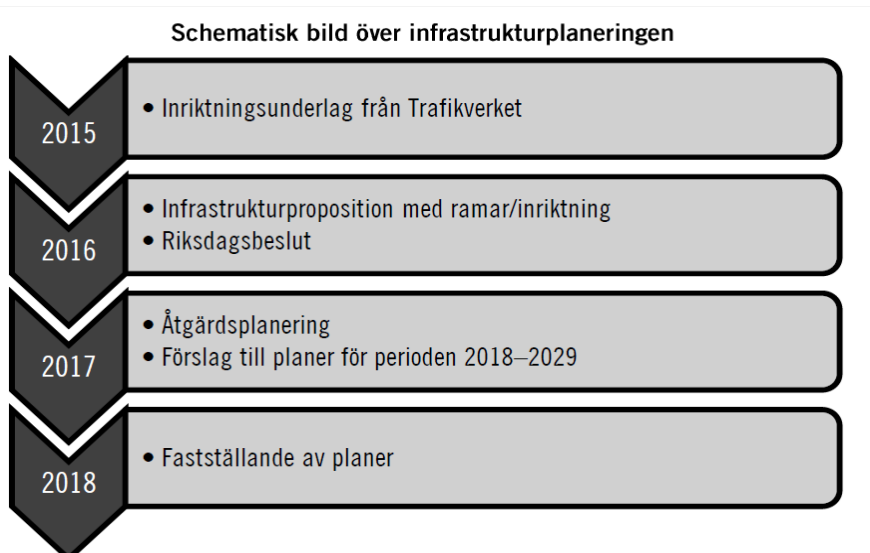 Schematisk bild över infrastrukturplaneringen
2015
• Inriktningsunderlag från Trafikverket
2016
• Infrastrukturproposition med ramar/inriktning
• Riksdagsbeslut
2017
• Åtgärdsplanering
• Förslag till planer för perioden 2018–2029
2018
• Fastställande av planer